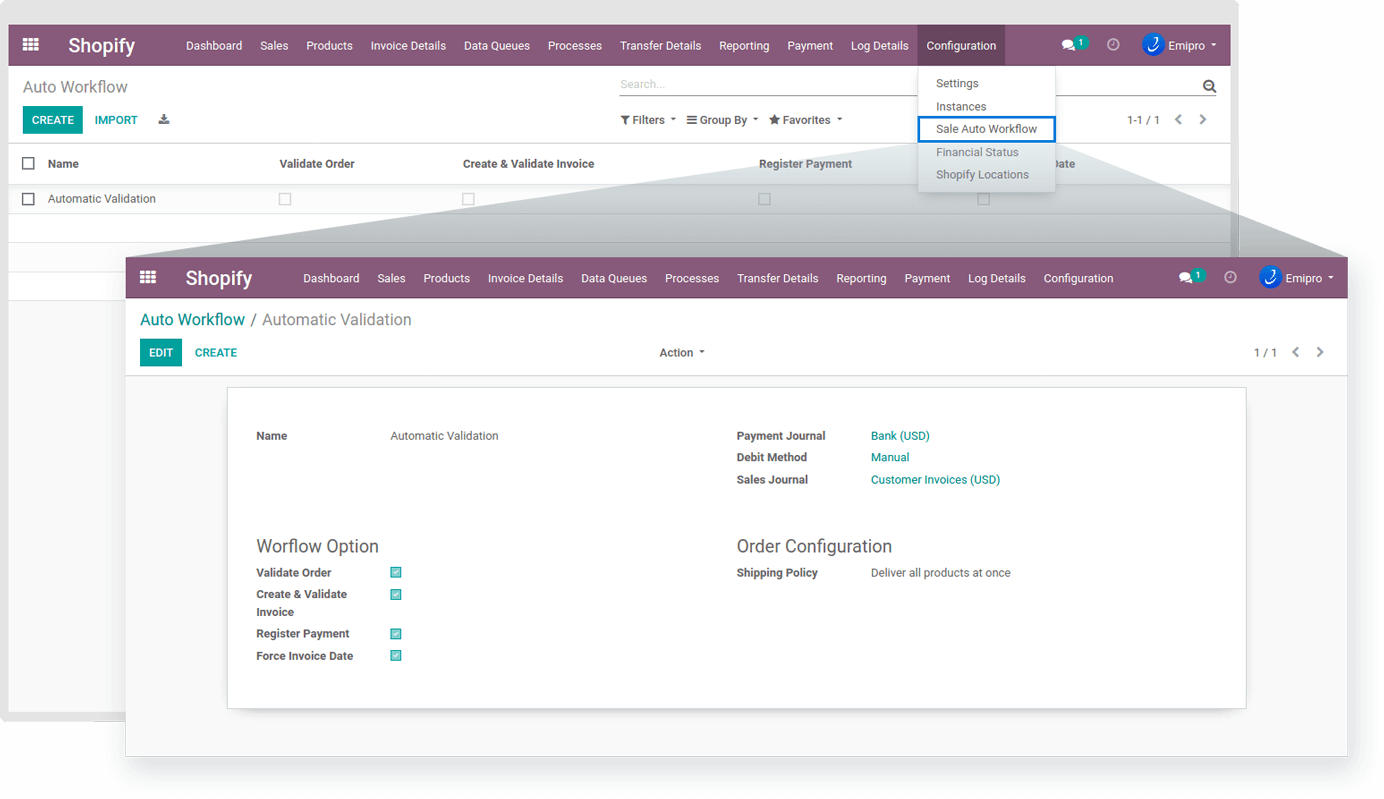 Shopify Dashboard Sales Products Invoice Details Data Queues Processes Transfer Details Reporting Payment Log Details Configuration 1 Emipro
Auto Workflow Search...
Settings
CREATE IMPORT Filters Group By Favorites 1-1 / 1
Instances
Sale Auto Workflow
Financial Status
Shopify Locations
Name Validate Order Create & Validate Invoice Register Payment Date
Automatic Validation
Shopify Dashboard Sales Products Invoice Details Data Queues Processes Transfer Details Reporting Payment Log Details Configuration 1 Emipro
Auto Workflow / Automatic Validation
EDIT CREATE Action 1 / 1
Name Automatic Validation Payment Journal Bank (USD)
Debit Method Manual
Sales Journal Customer Invoices (USD)
Worflow Option Order Configuration
Validate Order Shipping Policy Deliver all products at once
Create & Validate
Invoice
Register Payment
Force Invoice Date